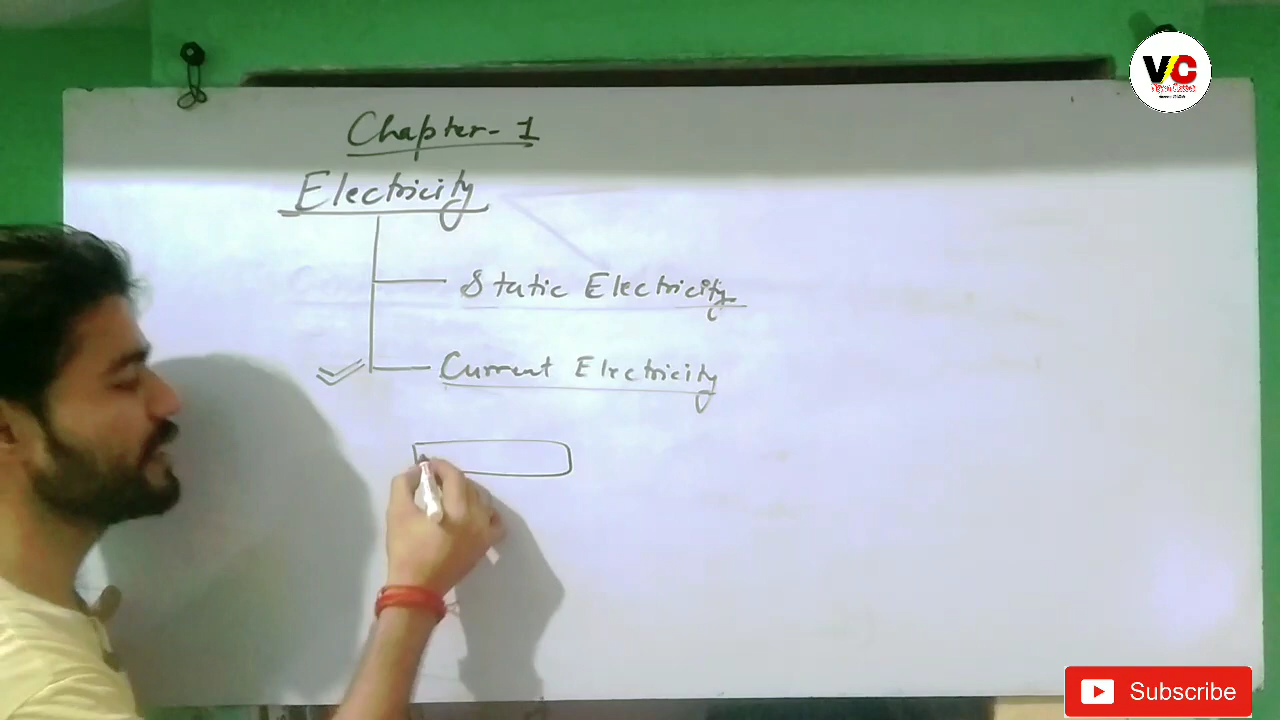 VC
Chapter-1
Electricity
Static Electricity
Current Electricity
Subscribe